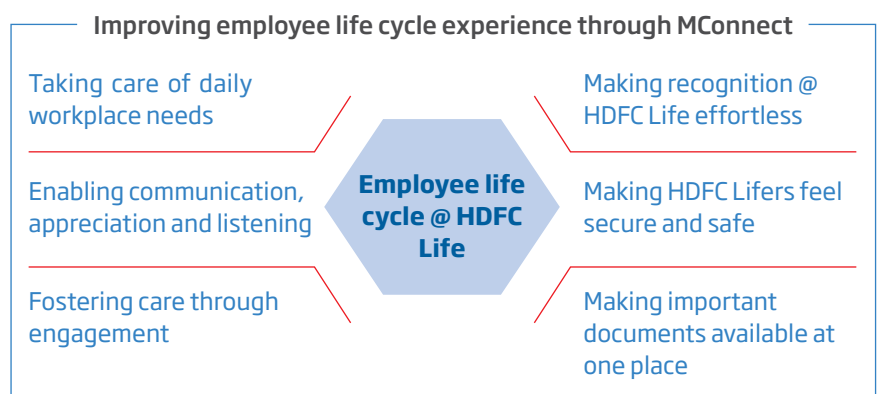 Improving employee life cycle experience through MConnect
Taking care of daily
workplace needs
Enabling communication,
appreciation and listening
Fostering care through
engagement
Employee life
cycle @ HDFC
Life
Making recognition @
HDFC Life effortless
Making HDFC Lifers feel
secure and safe
Making important
documents available at
one place